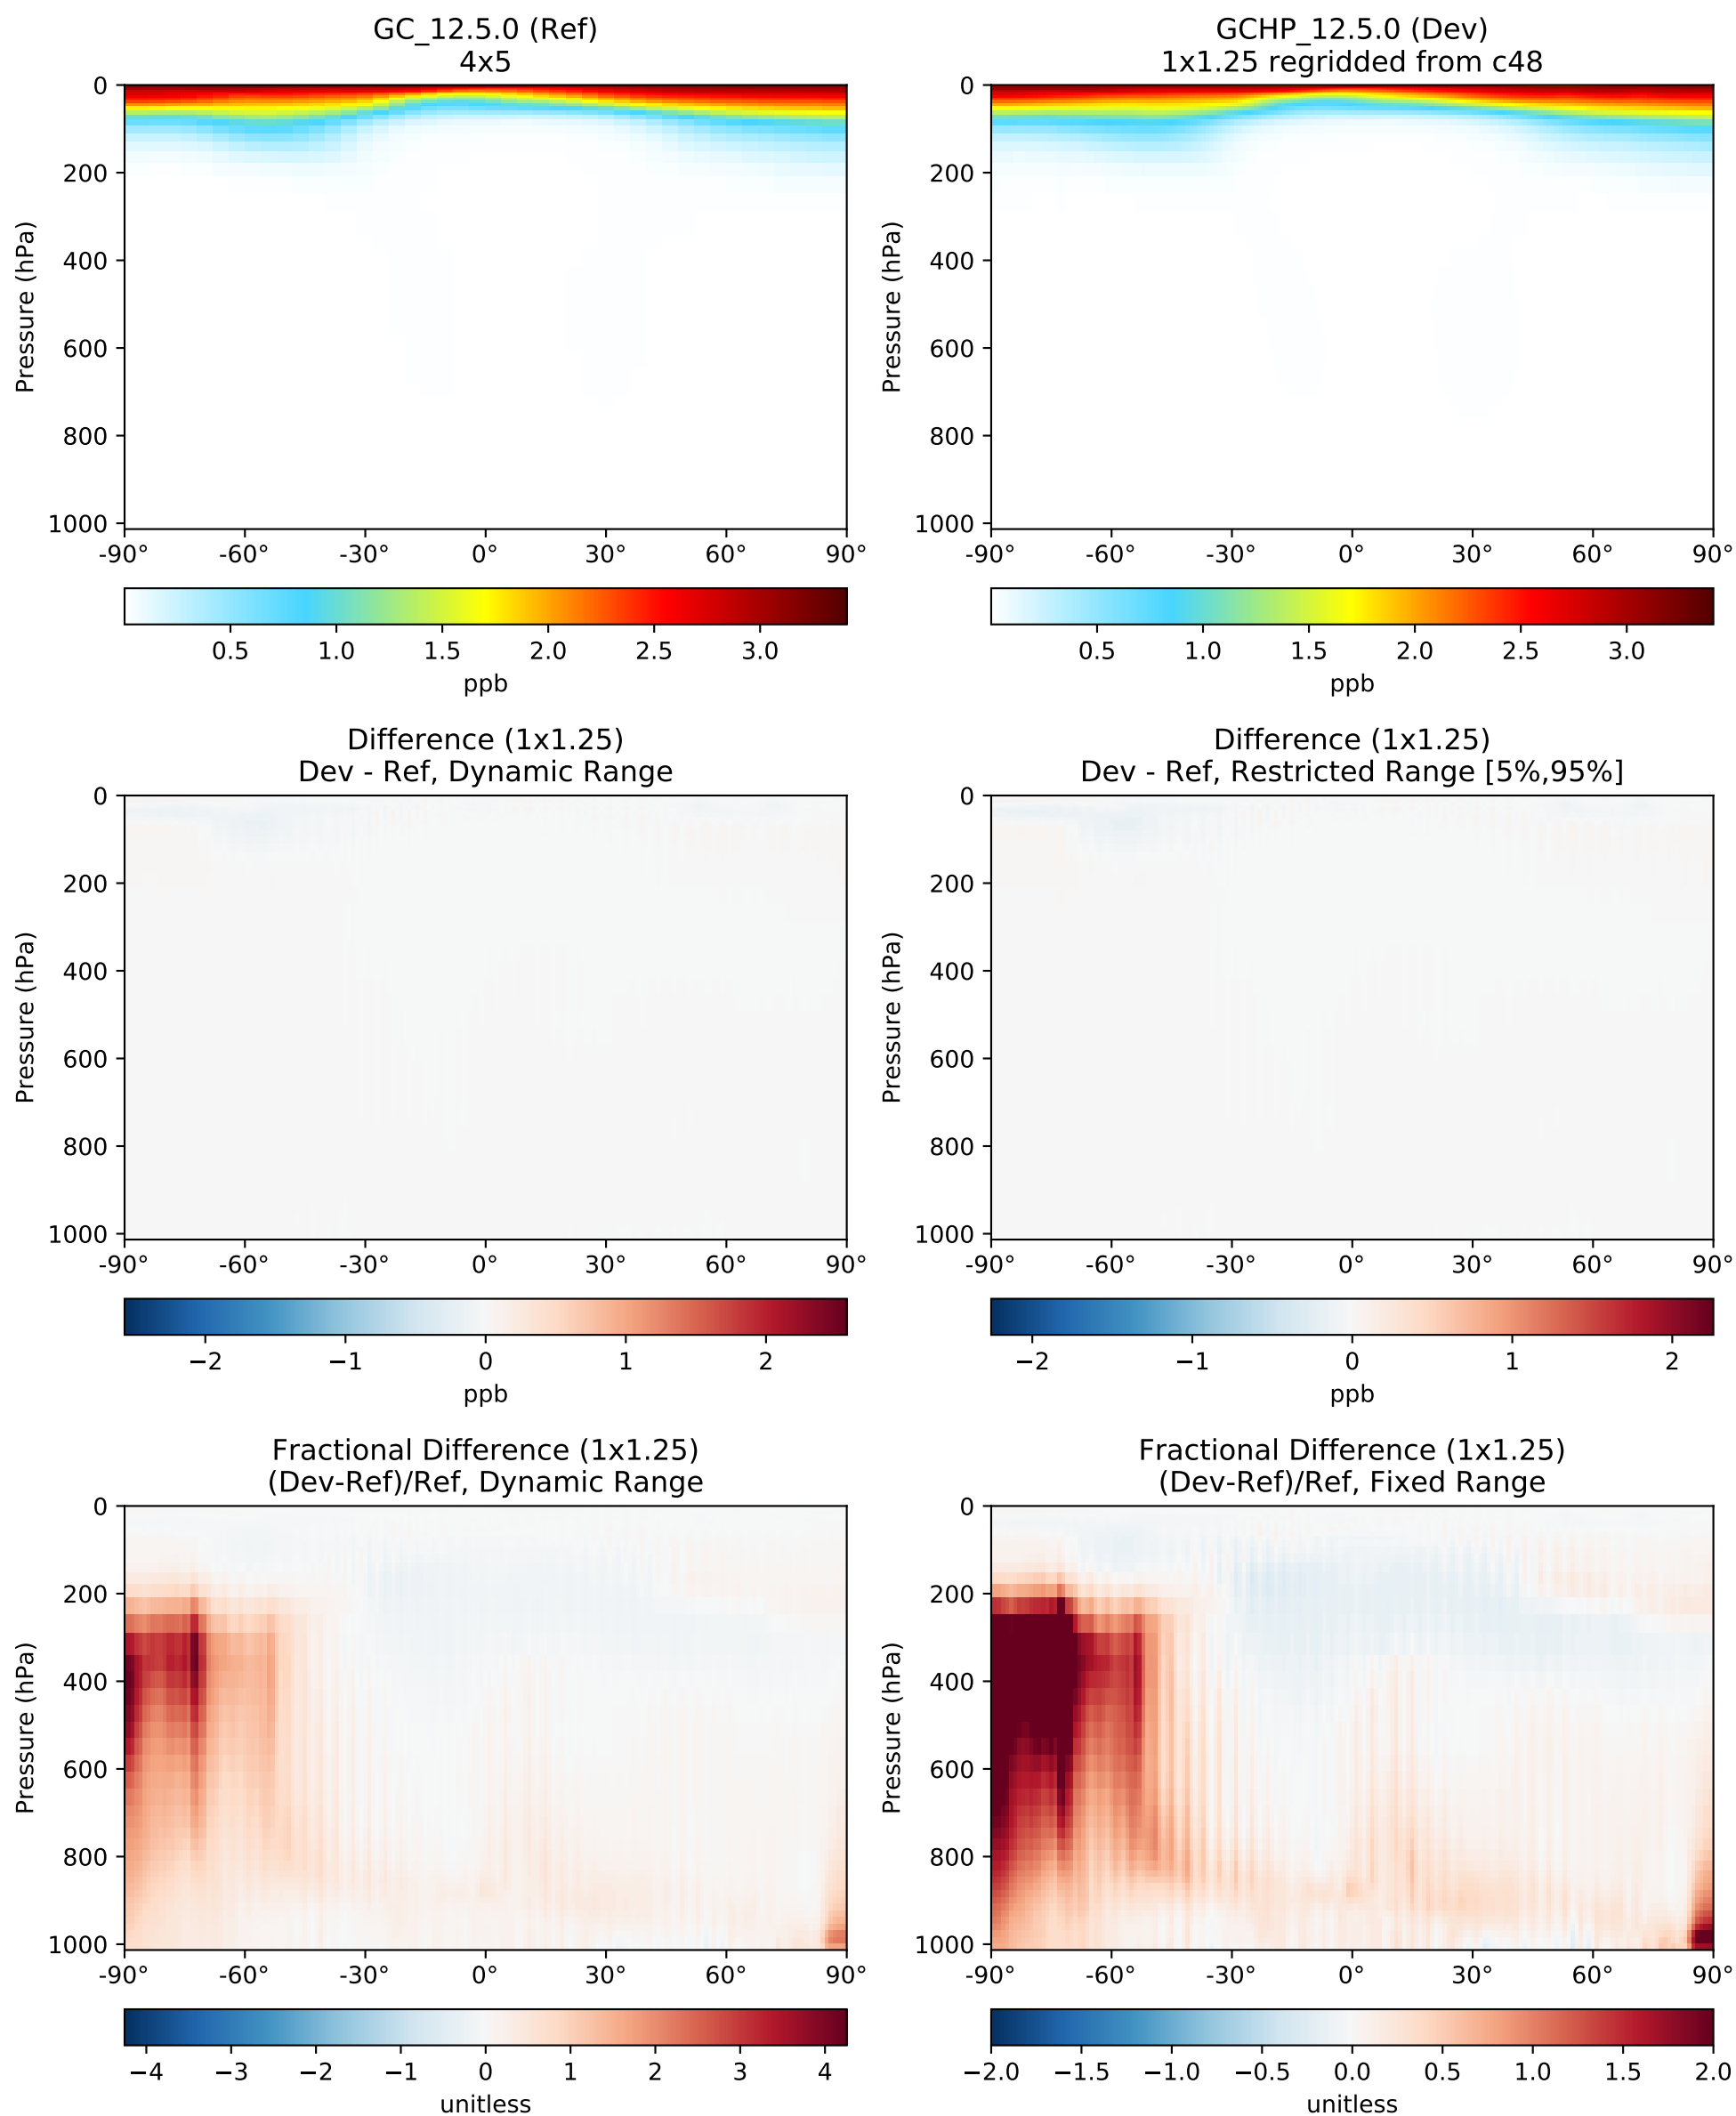 GC_12.5.0 (Ref)
4x5
0
200
400
600
800
1000
Pressure (hPa)
-90° -60° -30° 0° 30° 60° 90°
0.5 1.0 1.5 2.0 2.5 3.0
ppb
GCHP_12.5.0 (Dev)
1x1.25 regridded from c48
0
200
400
600
800
1000
Pressure (hPa)
-90° -60° -30° 0° 30° 60° 90°
0.5 1.0 1.5 2.0 2.5 3.0
ppb
Difference (1x1.25)
Dev - Ref, Dynamic Range
0
200
400
600
800
1000
Pressure (hPa)
-90° -60° -30° 0° 30° 60° 90°
−2 −1 0 1 2
ppb
Difference (1x1.25)
Dev - Ref, Restricted Range [5%,95%]
0
200
400
600
800
1000
Pressure (hPa)
-90° -60° -30° 0° 30° 60° 90°
−2 −1 0 1 2
ppb
Fractional Difference (1x1.25)
(Dev-Ref)/Ref, Dynamic Range
0
200
400
600
800
1000
Pressure (hPa)
-90° -60° -30° 0° 30° 60° 90°
−4 −3 −2 −1 0 1 2 3 4
unitless
Fractional Difference (1x1.25)
(Dev-Ref)/Ref, Fixed Range
0
200
400
600
800
1000
Pressure (hPa)
-90° -60° -30° 0° 30° 60° 90°
−2.0 −1.5 −1.0 −0.5 0.0 0.5 1.0 1.5 2.0
unitless